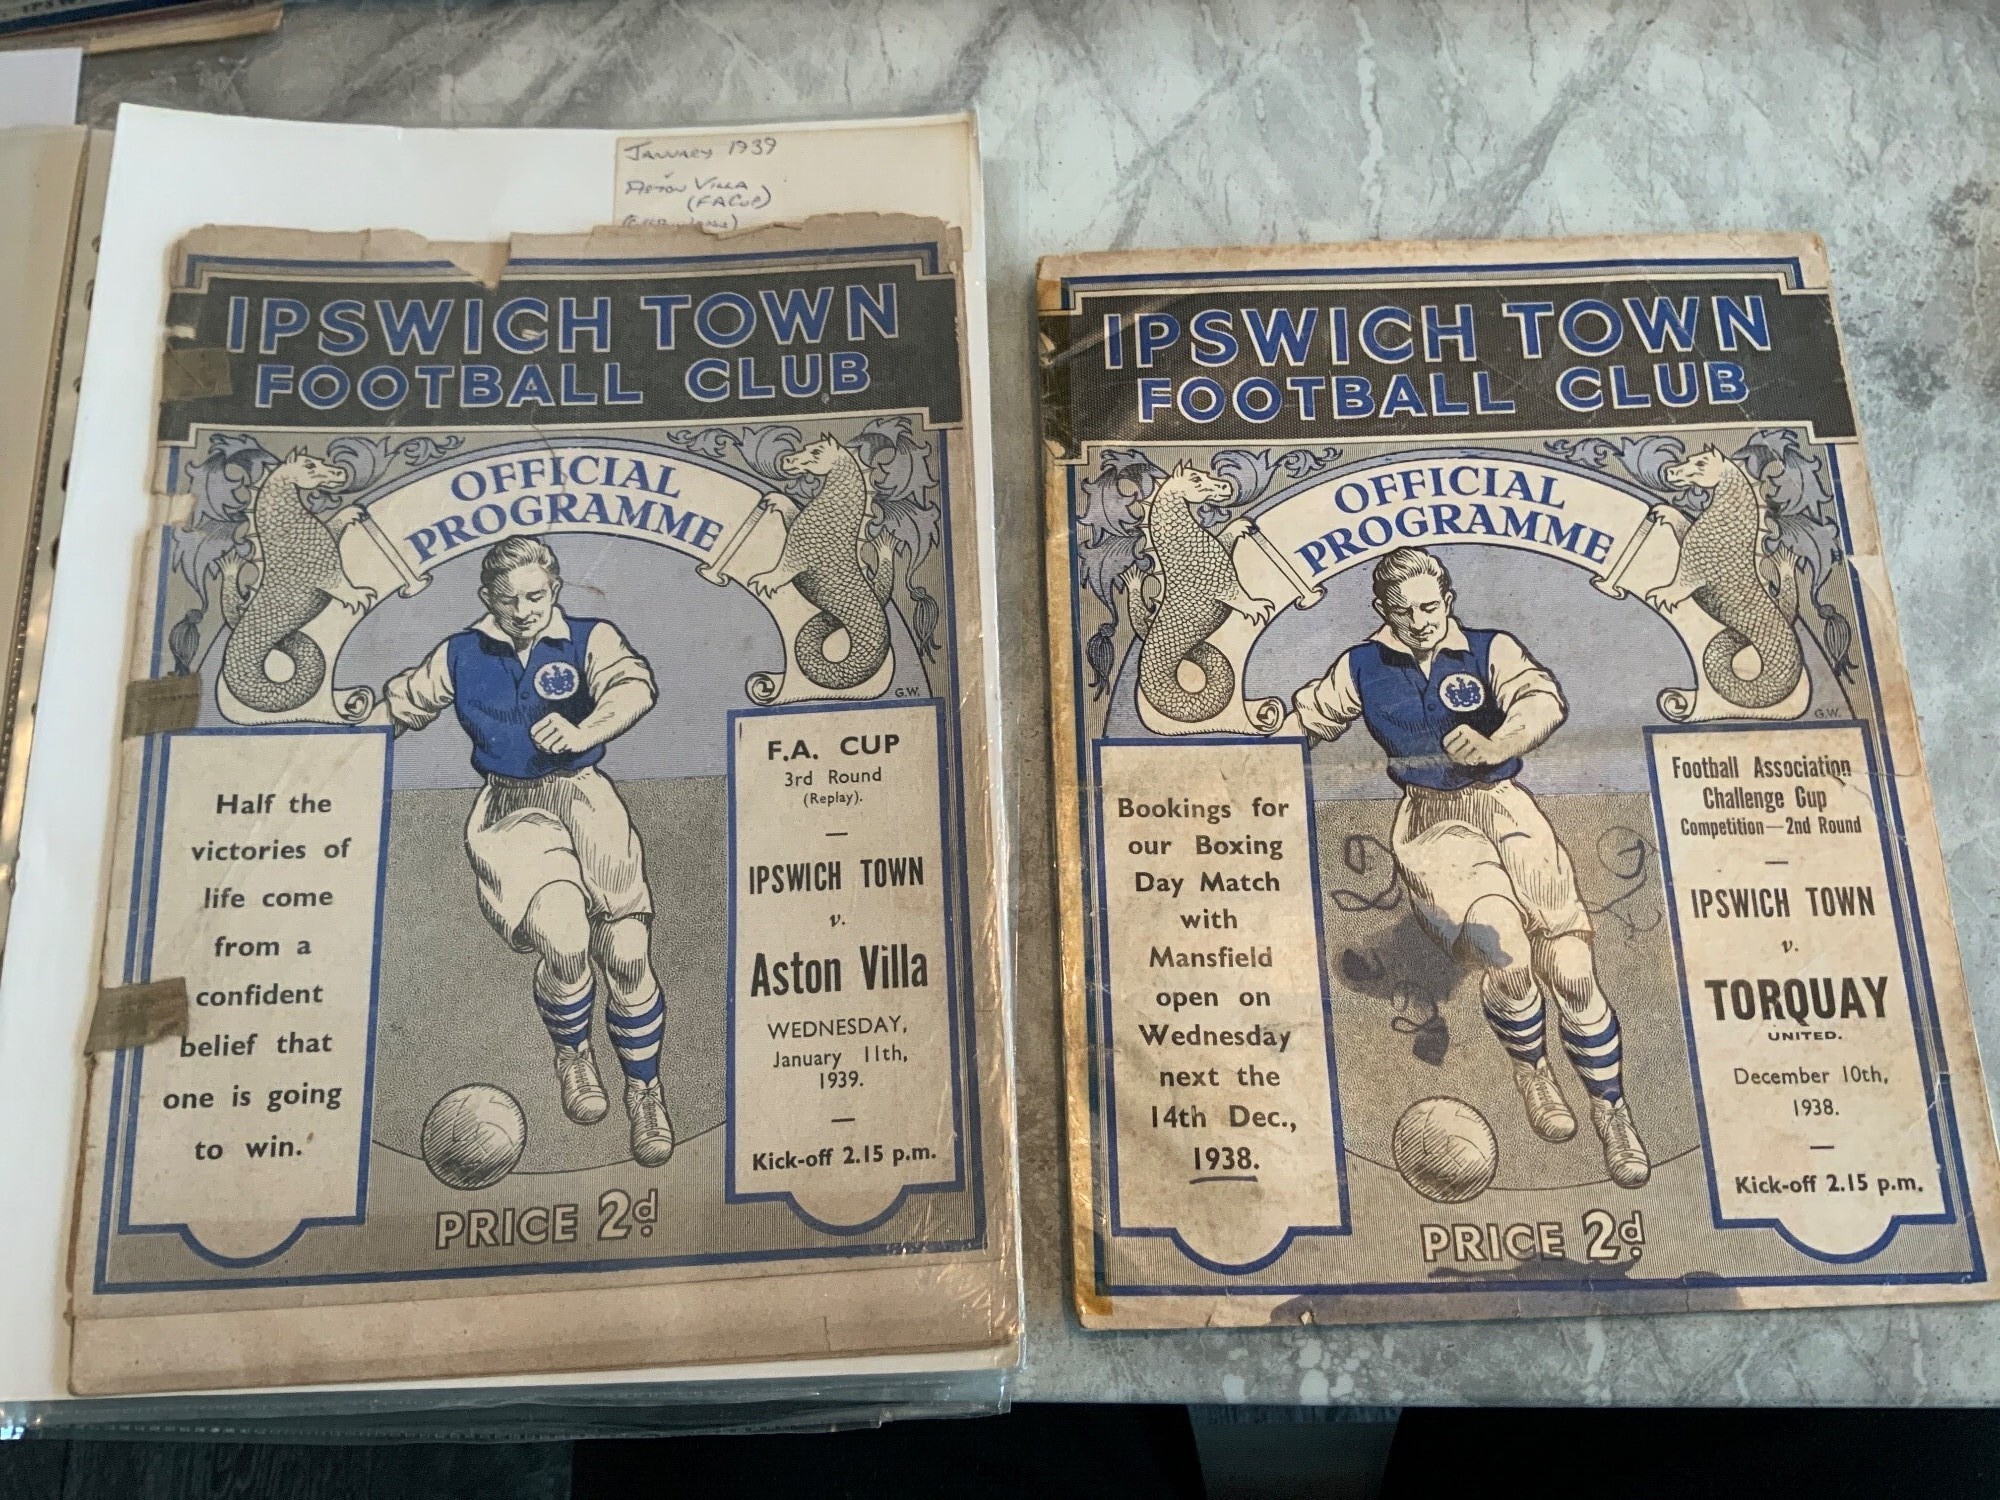 January 1939
Aston Villa
(FA Cup)
IPSWICH TOWN
FOOTBALL CLUB
OFFICIAL
PROGRAMME
G.W.
Half the
victories of
life come
from a
confident
belief that
one is going
to win.
F.A. CUP
3rd Round
(Replay).
IPSWICH TOWN
v.
Aston Villa
WEDNESDAY,
January 11th,
1939.
Kick-off 2.15 p.m.
PRICE 2d.
IPSWICH TOWN
FOOTBALL CLUB
OFFICIAL
PROGRAMME
G.W.
Bookings for
our Boxing
Day Match
with
Mansfield
open on
Wednesday
next the
14th Dec.,
1938.
Football Association
Challenge Cup
Competition—2nd Round
IPSWICH TOWN
v.
TORQUAY
UNITED.
December 10th,
1938.
Kick-off 2.15 p.m.
PRICE 2d.